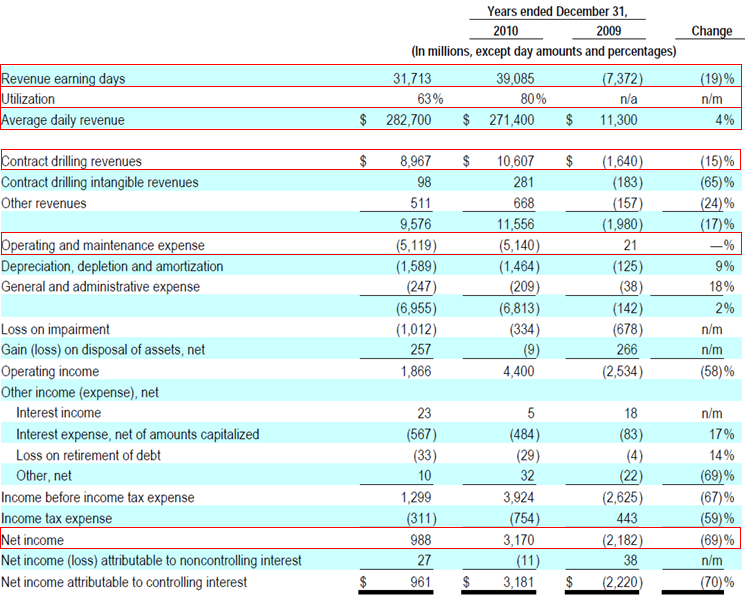 Years ended December 31,
2010 2009 Change
(In millions, except day amounts and percentages)
Revenue earning days 31,713 39,085 (7,372) (19)%
Utilization 63% 80% n/a n/m
Average daily revenue $ 282,700 $ 271,400 $ 11,300 4%
Contract drilling revenues $ 8,967 $ 10,607 $ (1,640) (15)%
Contract drilling intangible revenues 98 281 (183) (65)%
Other revenues 511 668 (157) (24)%
9,576 11,556 (1,980) (17)%
Operating and maintenance expense (5,119) (5,140) 21 —%
Depreciation, depletion and amortization (1,589) (1,464) (125) 9%
General and administrative expense (247) (209) (38) 18%
(6,955) (6,813) (142) 2%
Loss on impairment (1,012) (334) (678) n/m
Gain (loss) on disposal of assets, net 257 (9) 266 n/m
Operating income 1,866 4,400 (2,534) (58)%
Other income (expense), net
Interest income 23 5 18 n/m
Interest expense, net of amounts capitalized (567) (484) (83) 17%
Loss on retirement of debt (33) (29) (4) 14%
Other, net 10 32 (22) (69)%
Income before income tax expense 1,299 3,924 (2,625) (67)%
Income tax expense (311) (754) 443 (59)%
Net income 988 3,170 (2,182) (69)%
Net income (loss) attributable to noncontrolling interest 27 (11) 38 n/m
Net income attributable to controlling interest $ 961 $ 3,181 $ (2,220) (70)%